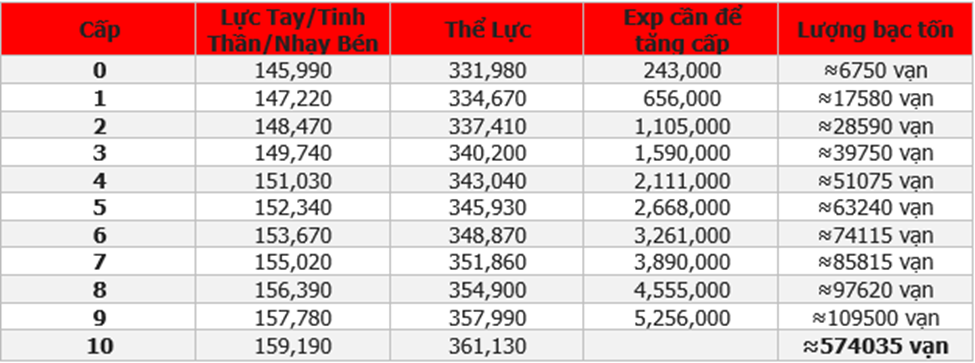 Cấp | Lực Tay/Tinh Thần/Nhạy Bén | Thể Lực | Exp cần để tăng cấp | Lượng bạc tốn
0 | 145,990 | 331,980 | 243,000 | ≈6750 vạn
1 | 147,220 | 334,670 | 656,000 | ≈17580 vạn
2 | 148,470 | 337,410 | 1,105,000 | ≈28590 vạn
3 | 149,740 | 340,200 | 1,590,000 | ≈39750 vạn
4 | 151,030 | 343,040 | 2,111,000 | ≈51075 vạn
5 | 152,340 | 345,930 | 2,668,000 | ≈63240 vạn
6 | 153,670 | 348,870 | 3,261,000 | ≈74115 vạn
7 | 155,020 | 351,860 | 3,890,000 | ≈85815 vạn
8 | 156,390 | 354,900 | 4,555,000 | ≈97620 vạn
9 | 157,780 | 357,990 | 5,256,000 | ≈109500 vạn
10 | 159,190 | 361,130 | | ≈574035 vạn